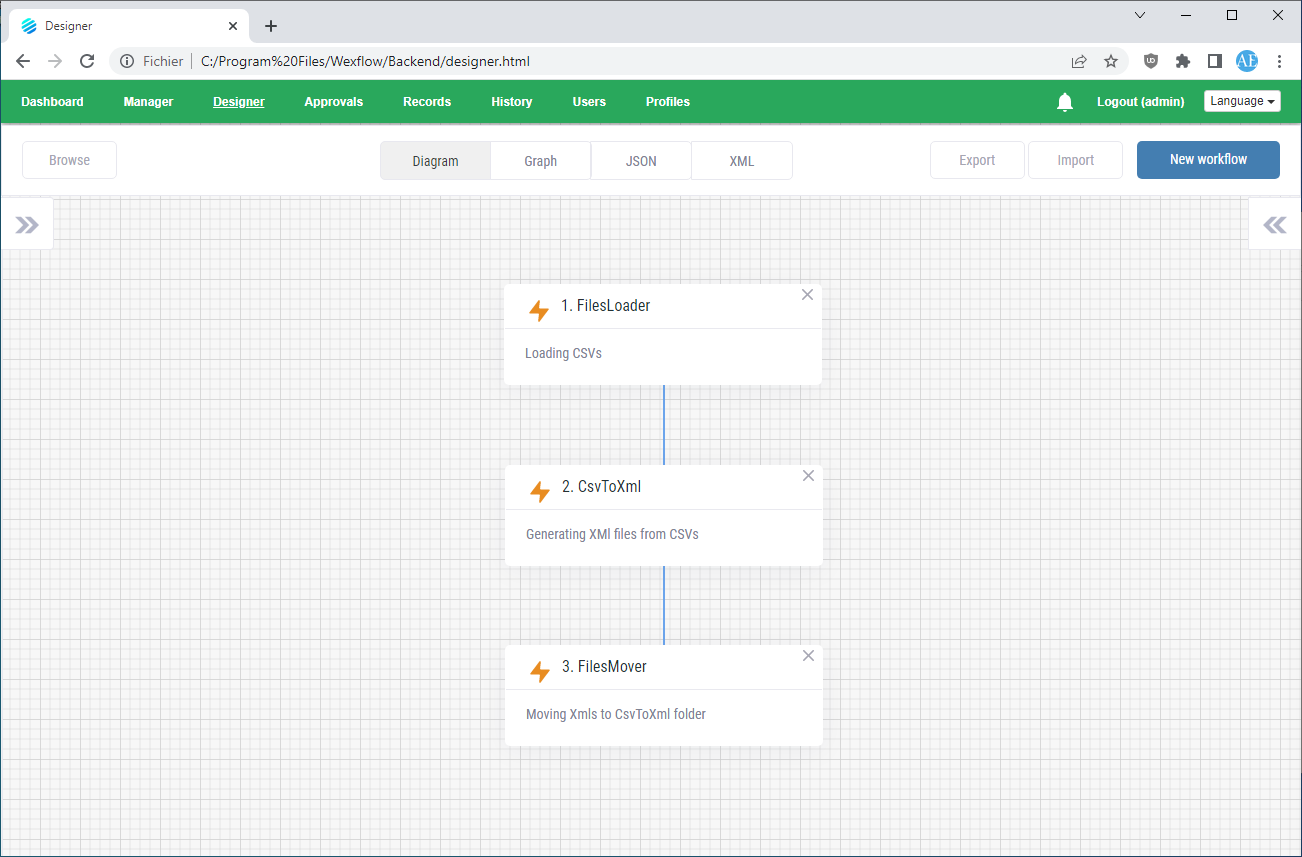 Designer
Fichier C:/Program%20Files/Wexflow/Backend/designer.html AE
Dashboard Manager Designer Approvals Records History Users Profiles Logout (admin) Language
Browse Diagram Graph JSON XML Export Import New workflow
1. FilesLoader
Loading CSVs
2. CsvToXml
Generating XMl files from CSVs
3. FilesMover
Moving Xmls to CsvToXml folder